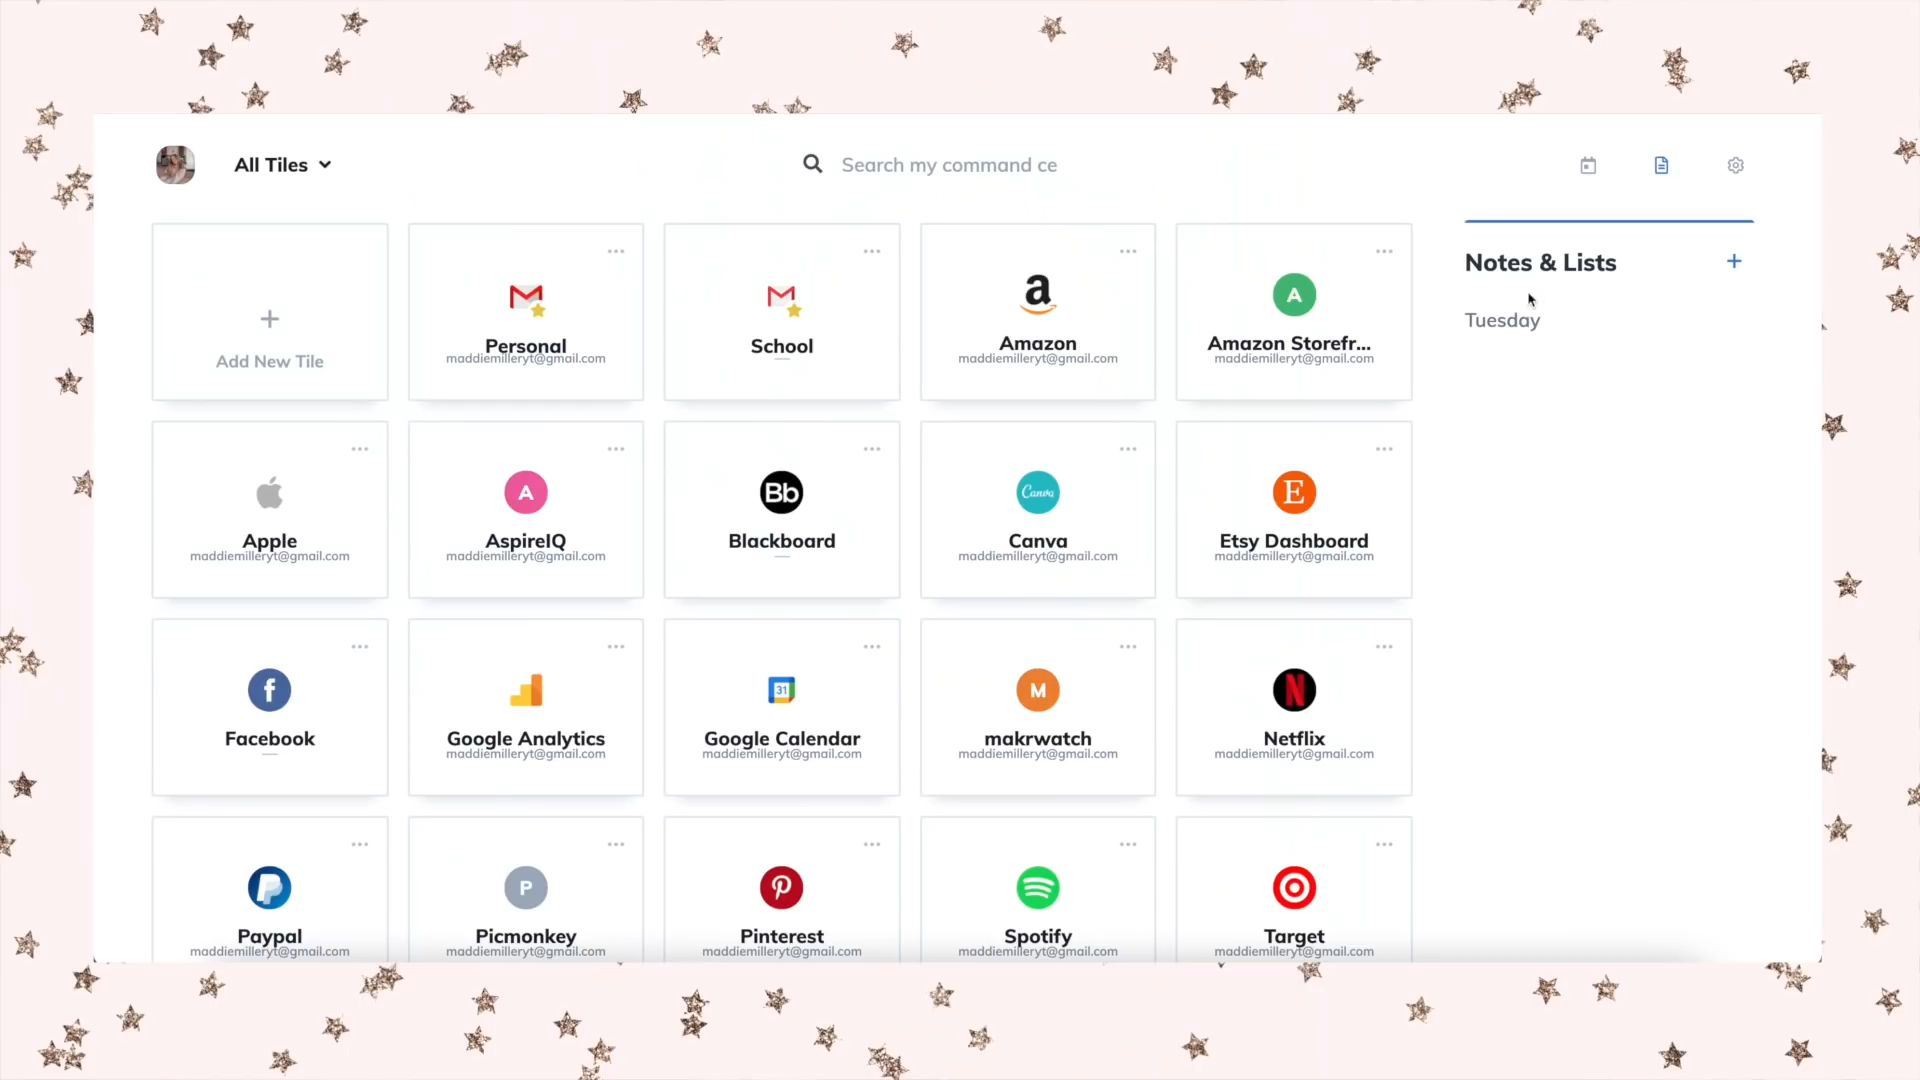 All Tiles
Search my command ce
Notes & Lists
Tuesday
Add New Tile
Personal
maddiemilleryt@gmail.com
School
a
Amazon
maddiemilleryt@gmail.com
A
Amazon Storefr...
maddiemilleryt@gmail.com
Apple
maddiemilleryt@gmail.com
A
AspireIQ
maddiemilleryt@gmail.com
Bb
Blackboard
Canva
Canva
maddiemilleryt@gmail.com
E
Etsy Dashboard
maddiemilleryt@gmail.com
f
Facebook
Google Analytics
maddiemilleryt@gmail.com
31
Google Calendar
maddiemilleryt@gmail.com
M
makrwatch
maddiemilleryt@gmail.com
N
Netflix
maddiemilleryt@gmail.com
P
Paypal
maddiemilleryt@gmail.com
P
Picmonkey
maddiemilleryt@gmail.com
Pinterest
maddiemilleryt@gmail.com
Spotify
maddiemilleryt@gmail.com
Target
maddiemilleryt@gmail.com